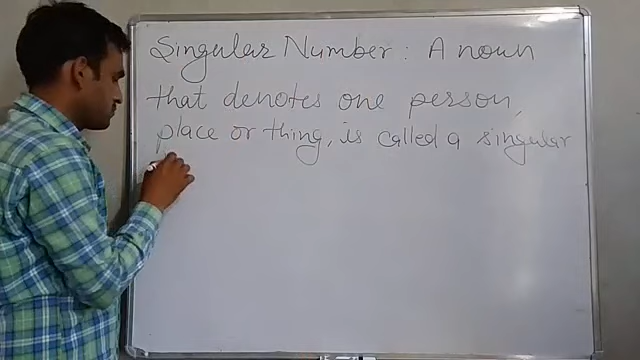 Singular Number: A noun
that denotes one person,
place or thing, is called a singular